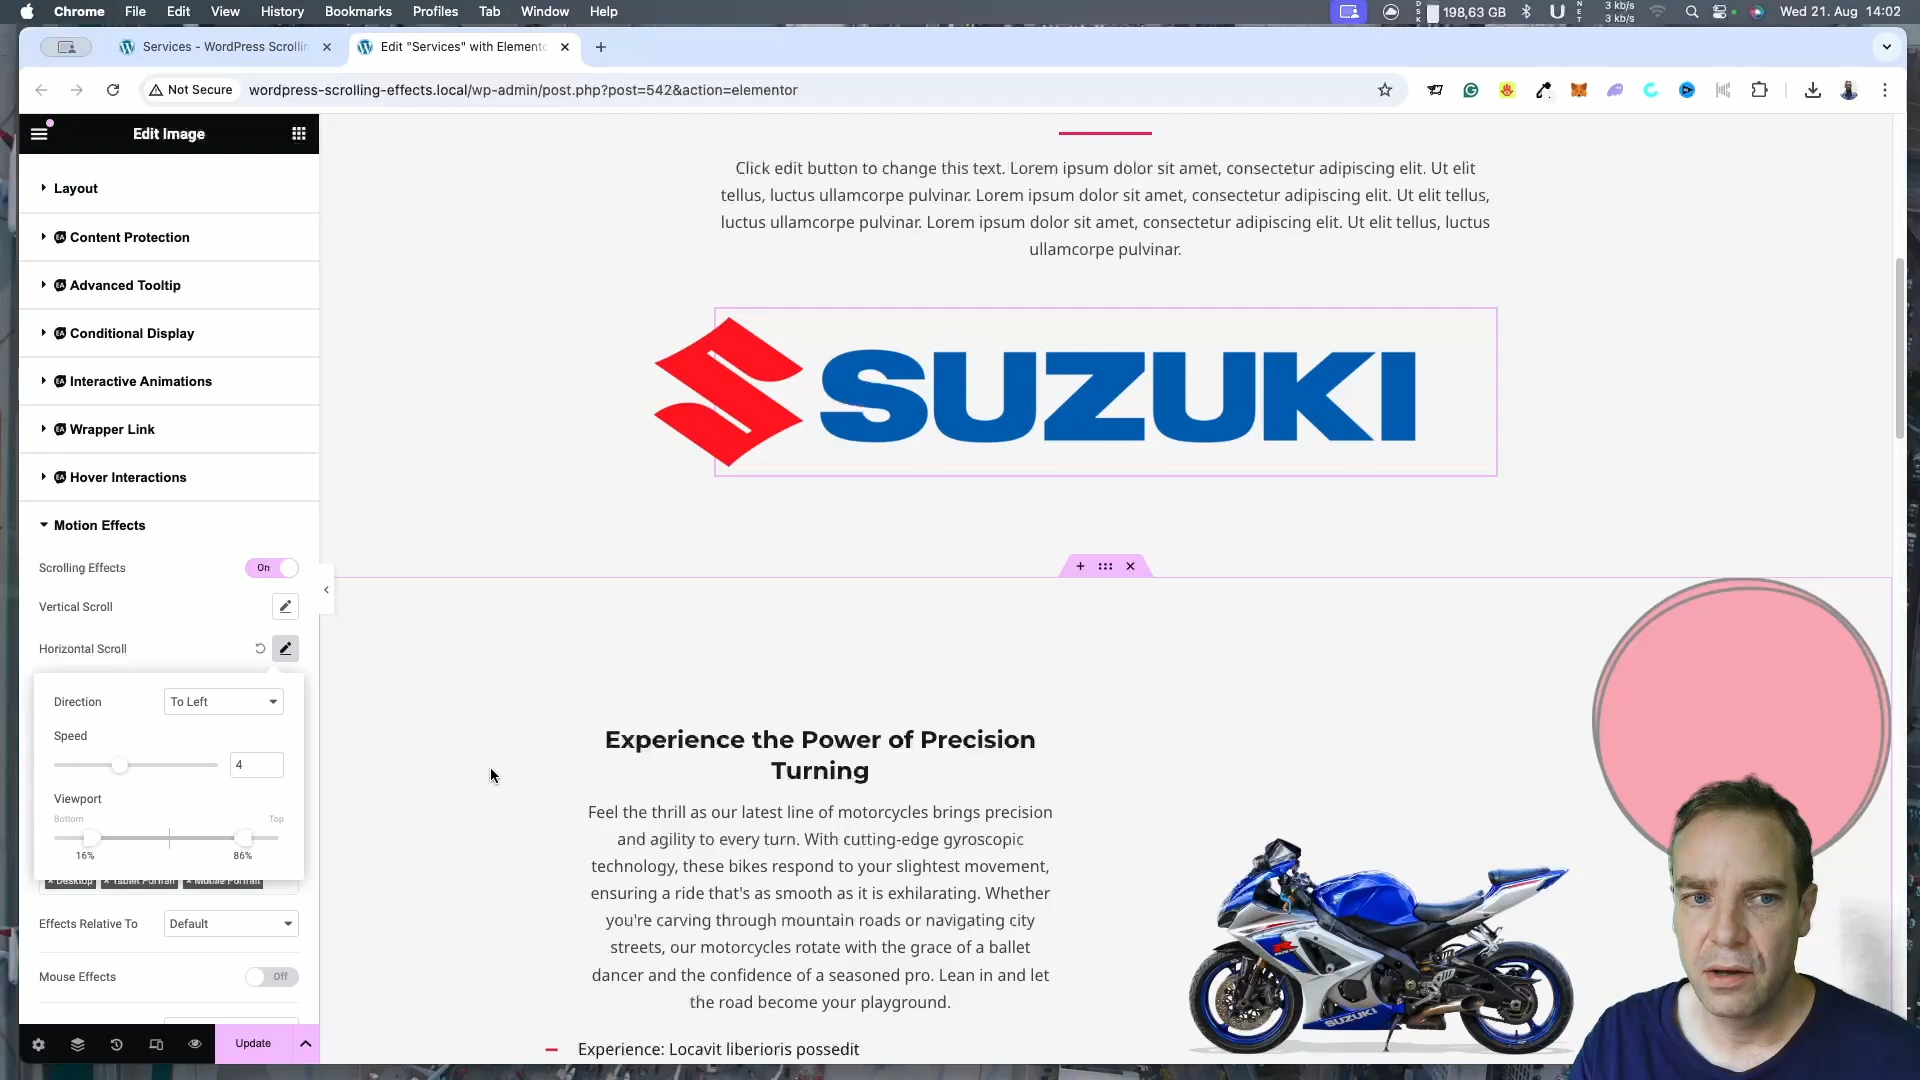 Chrome File Edit View History Bookmarks Profiles Tab Window Help
198,63 GB
3 kb/s
3 kb/s
Wed 21. Aug 14:02
Services - WordPress Scrollin
Edit "Services" with Elemento
Not Secure
wordpress-scrolling-effects.local/wp-admin/post.php?post=542&action=elementor
Edit Image
Layout
Content Protection
Advanced Tooltip
Conditional Display
Interactive Animations
Wrapper Link
Hover Interactions
Motion Effects
Scrolling Effects
On
Vertical Scroll
Horizontal Scroll
Direction
To Left
Speed
4
Viewport
Bottom
Top
16%
86%
Desktop
Tablet Portrait
Mobile Portrait
Effects Relative To
Default
Mouse Effects
Off
Update
Click edit button to change this text. Lorem ipsum dolor sit amet, consectetur adipiscing elit. Ut elit
tellus, luctus ullamcorpe pulvinar. Lorem ipsum dolor sit amet, consectetur adipiscing elit. Ut elit tellus,
luctus ullamcorpe pulvinar. Lorem ipsum dolor sit amet, consectetur adipiscing elit. Ut elit tellus, luctus
ullamcorpe pulvinar.
SUZUKI
Experience the Power of Precision
Turning
Feel the thrill as our latest line of motorcycles brings precision
and agility to every turn. With cutting-edge gyroscopic
technology, these bikes respond to your slightest movement,
ensuring a ride that's as smooth as it is exhilarating. Whether
you're carving through mountain roads or navigating city
streets, our motorcycles rotate with the grace of a ballet
dancer and the confidence of a seasoned pro. Lean in and let
the road become your playground.
Experience: Locavit liberioris possedit
SUZUKI